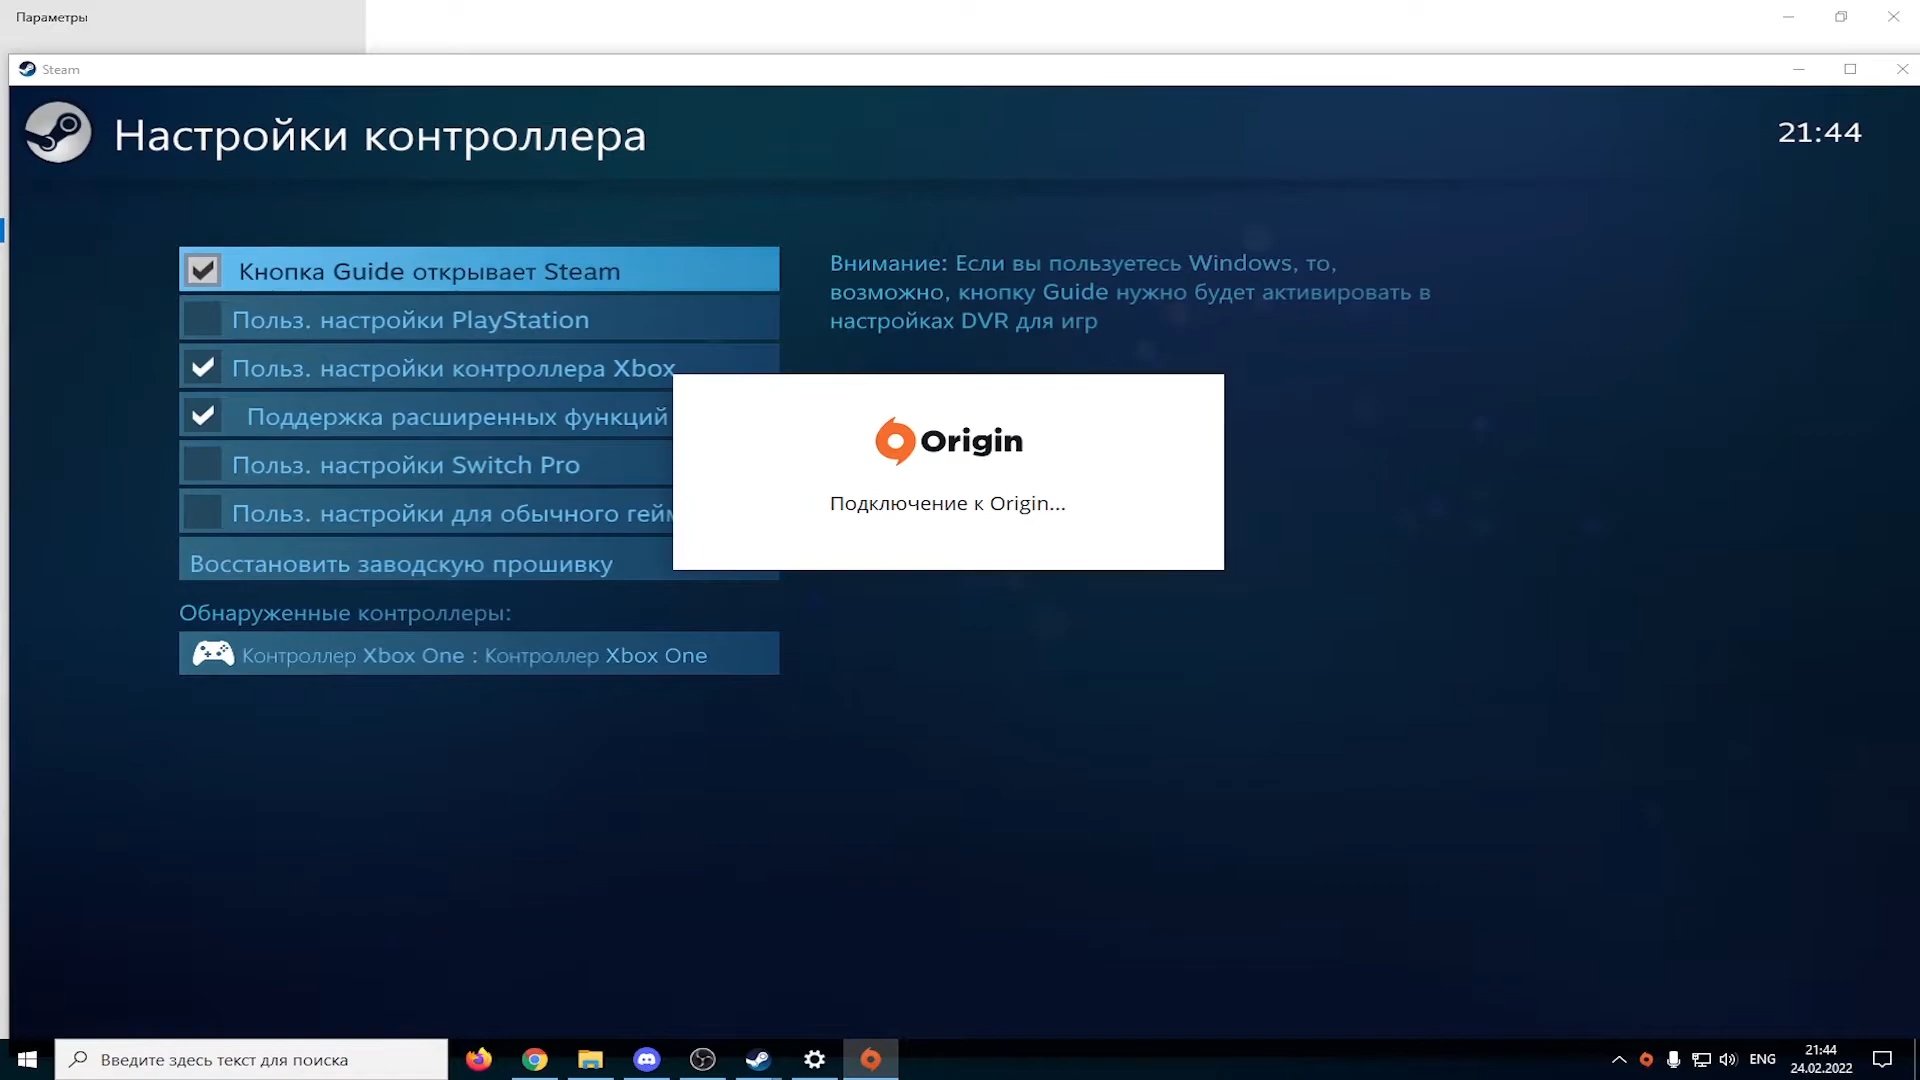 Параметры
Steam
Настройки контроллера
21:44
Кнопка Guide открывает Steam
Польз. настройки PlayStation
Польз. настройки контроллера Xbox
Поддержка расширенных функций
Польз. настройки Switch Pro
Польз. настройки для обычного гейм
Восстановить заводскую прошивку
Обнаруженные контроллеры:
Контроллер Xbox One : Контроллер Xbox One
Внимание: Если вы пользуетесь Windows, то,
возможно, кнопку Guide нужно будет активировать в
настройках DVR для игр
Origin
Подключение к Origin...
Введите здесь текст для поиска
ENG
21:44
24.02.2022